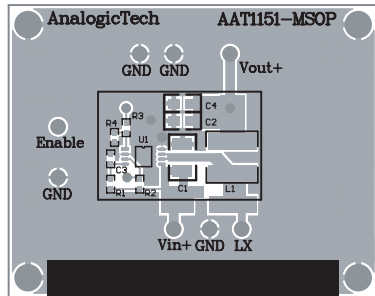 AnalogicTech AAT1151-MSOP
GND GND Vout+
C4
R3
R4 C2
Enable U1
C3 C1 L1
GND
R1 R2
Vin+ GND LX